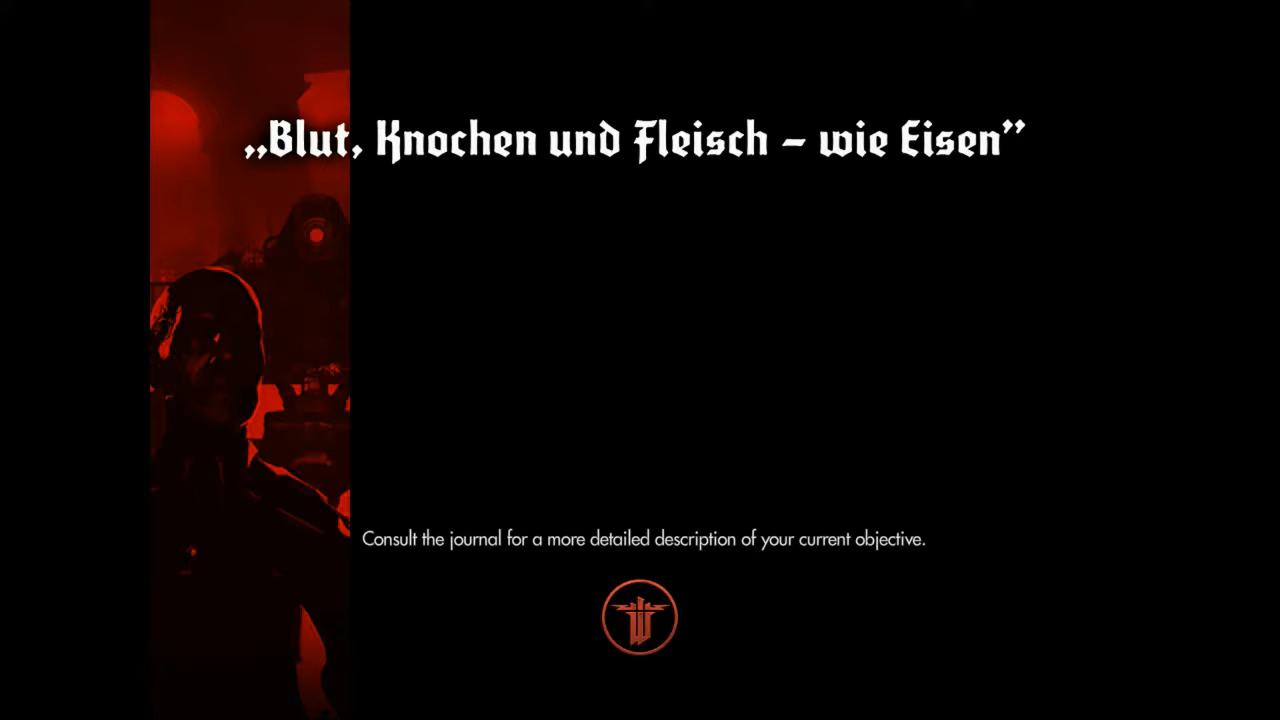 „Blut, Knochen und Fleisch – wie Eisen”
Consult the journal for a more detailed description of your current objective.